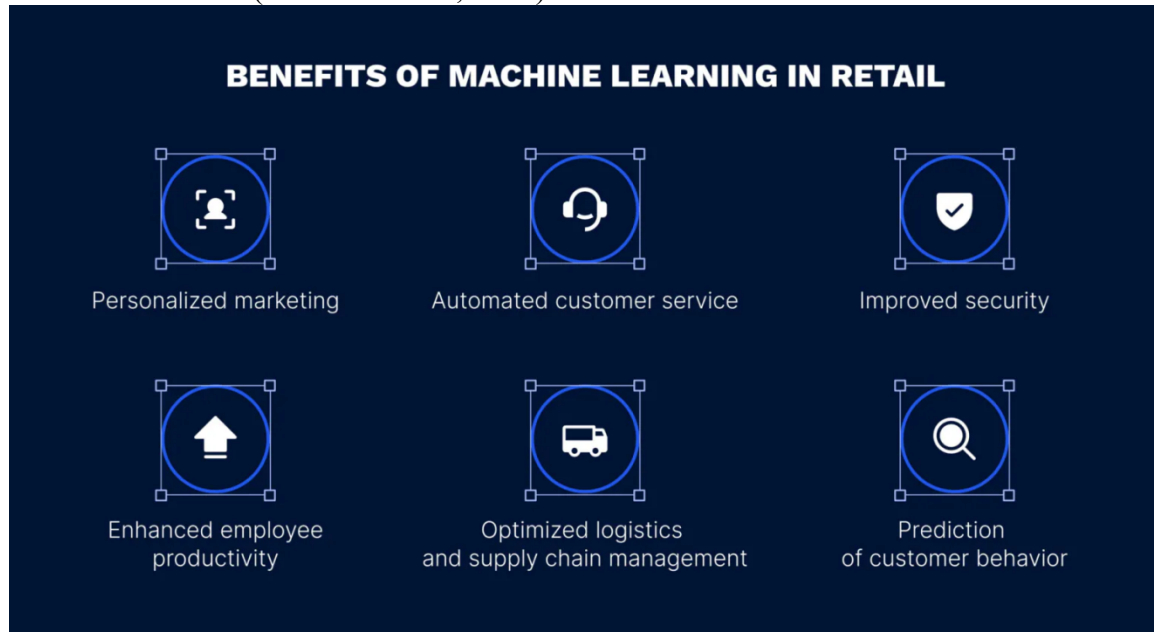 BENEFITS OF MACHINE LEARNING IN RETAIL
Personalized marketing
Automated customer service
Improved security
Enhanced employee
productivity
Optimized logistics
and supply chain management
Prediction
of customer behavior